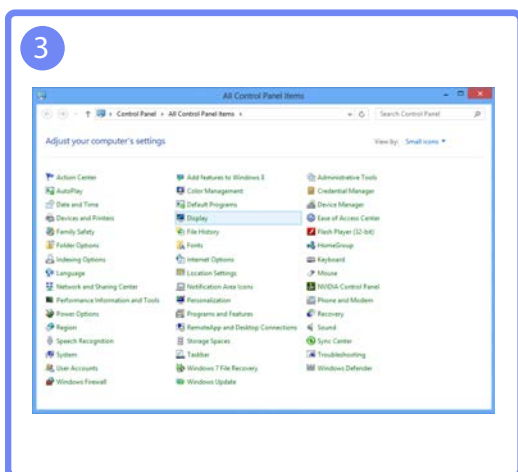 3
All Control Panel Items
Control Panel All Control Panel Items Search Control Panel
Adjust your computer's settings View by: Small icons
Action Center Add features to Windows 8 Administrative Tools
AutoPlay Color Management Credential Manager
Date and Time Default Programs Device Manager
Devices and Printers Display Ease of Access Center
Family Safety File History Flash Player (32-bit)
Folder Options Fonts HomeGroup
Indexing Options Internet Options Keyboard
Language Location Settings Mouse
Network and Sharing Center Notification Area Icons NVIDIA Control Panel
Performance Information and Tools Personalization Phone and Modem
Power Options Programs and Features Recovery
Region RemoteApp and Desktop Connections Sound
Speech Recognition Storage Spaces Sync Center
System Taskbar Troubleshooting
User Accounts Windows 7 File Recovery Windows Defender
Windows Firewall Windows Update